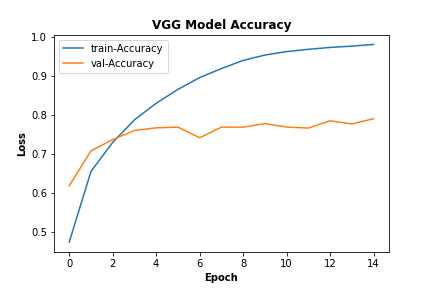 VGG Model Accuracy
train-Accuracy
val-Accuracy
Loss
1.0
0.9
0.8
0.7
0.6
0.5
0 2 4 6 8 10 12 14
Epoch